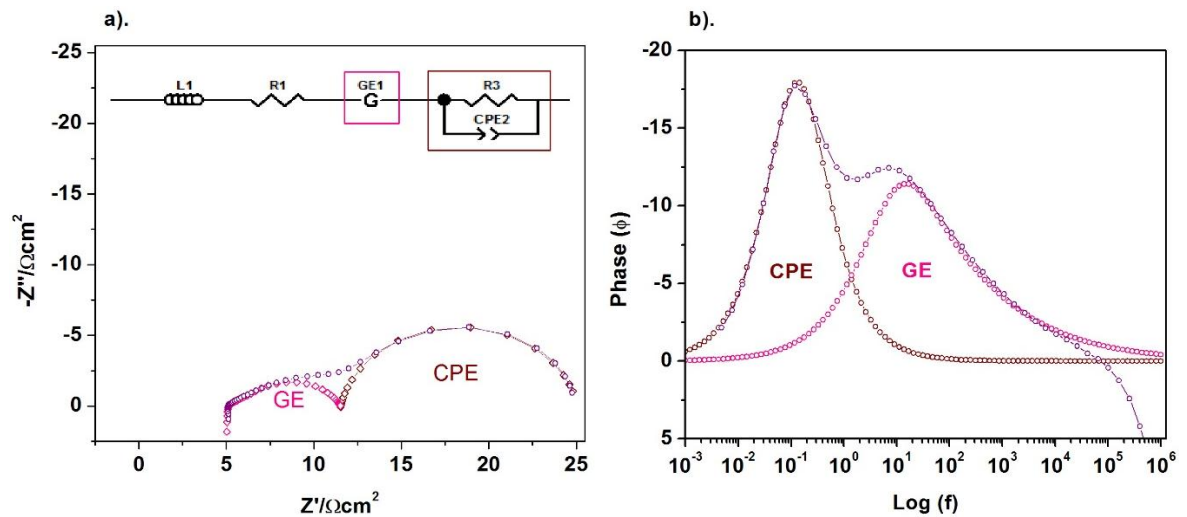 a).
-Z"/Ωcm²
-25
-20
-15
-10
-5
0
0
5
10
15
20
25
Z'/Ωcm²
L1
R1
GE1
G
R3
CPE2
GE
CPE
b).
Phase (ϕ)
-20
-15
-10
-5
0
5
10⁻³
10⁻²
10⁻¹
10⁰
10¹
10²
10³
10⁴
10⁵
10⁶
Log (f)
CPE
GE